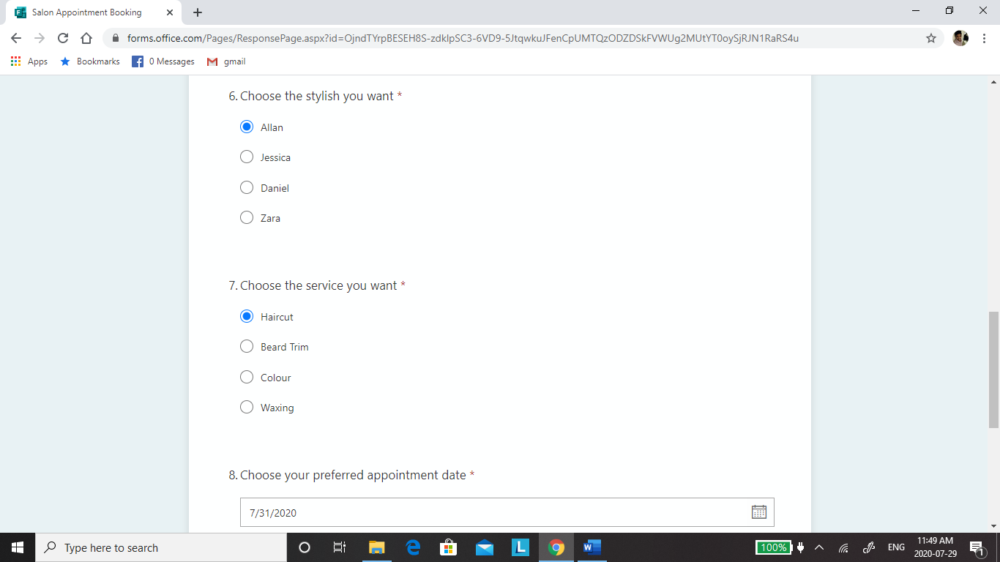 Salon Appointment Booking
forms.office.com/Pages/ResponsePage.aspx?id=OjndTYrpBESEH8S-zdklpSC3-6VD9-5JtqwkuJFenCpUMTQzODZDSkFVWUg2MUtYT0oySjRJN1RaRS4u
Apps Bookmarks 0 Messages gmail
6. Choose the stylish you want *
Allan
Jessica
Daniel
Zara
7. Choose the service you want *
Haircut
Beard Trim
Colour
Waxing
8. Choose your preferred appointment date *
7/31/2020
Type here to search
100%
ENG
11:49 AM
2020-07-29
1